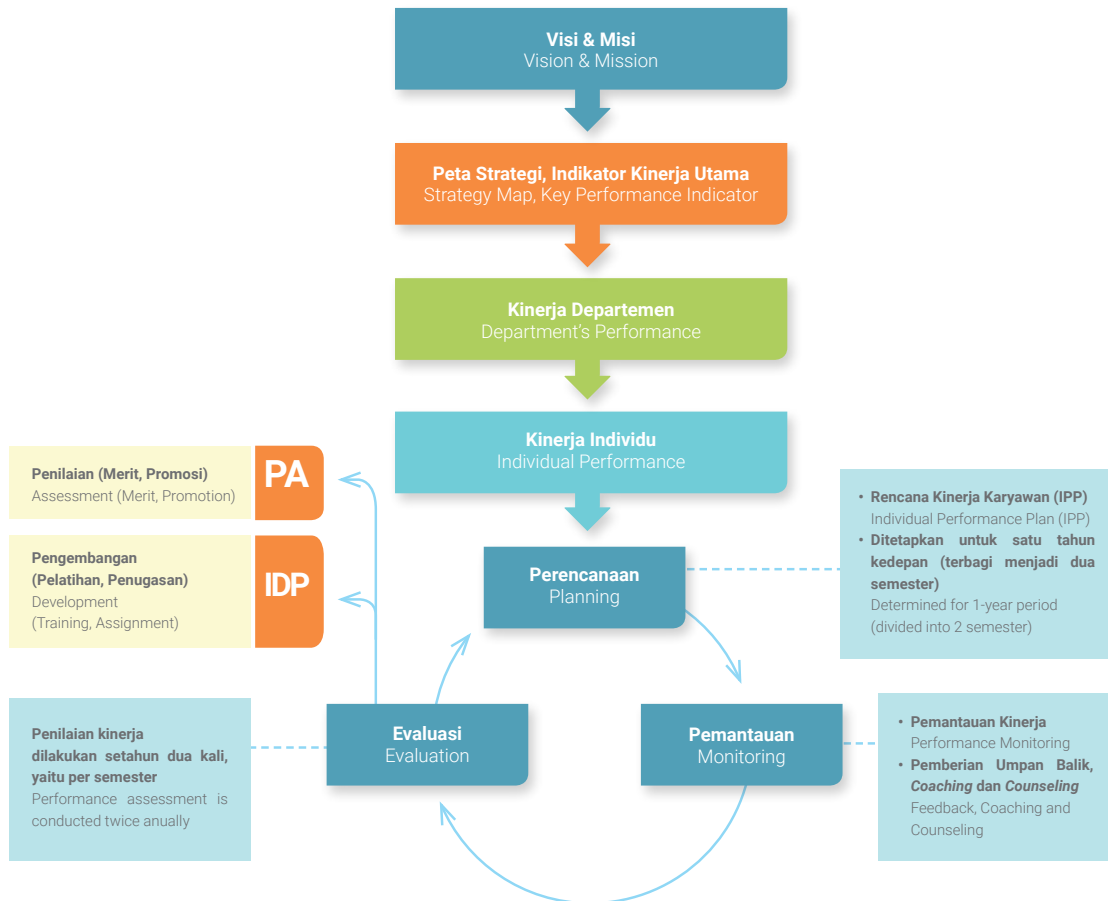 Visi & Misi
Vision & Mission
Peta Strategi, Indikator Kinerja Utama
Strategy Map, Key Performance Indicator
Kinerja Departemen
Department's Performance
Kinerja Individu
Individual Performance
Penilaian (Merit, Promosi)
Assessment (Merit, Promotion)
PA
Pengembangan
(Pelatihan, Penugasan)
Development
(Training, Assignment)
IDP
Perencanaan
Planning
• Rencana Kinerja Karyawan (IPP)
Individual Performance Plan (IPP)
• Ditetapkan untuk satu tahun
kedepan (terbagi menjadi dua
semester)
Determined for 1-year period
(divided into 2 semester)
Penilaian kinerja
dilakukan setahun dua kali,
yaitu per semester
Performance assessment is
conducted twice anually
Evaluasi
Evaluation
Pemantauan
Monitoring
• Pemantauan Kinerja
Performance Monitoring
• Pemberian Umpan Balik,
Coaching dan Counseling
Feedback, Coaching and
Counseling